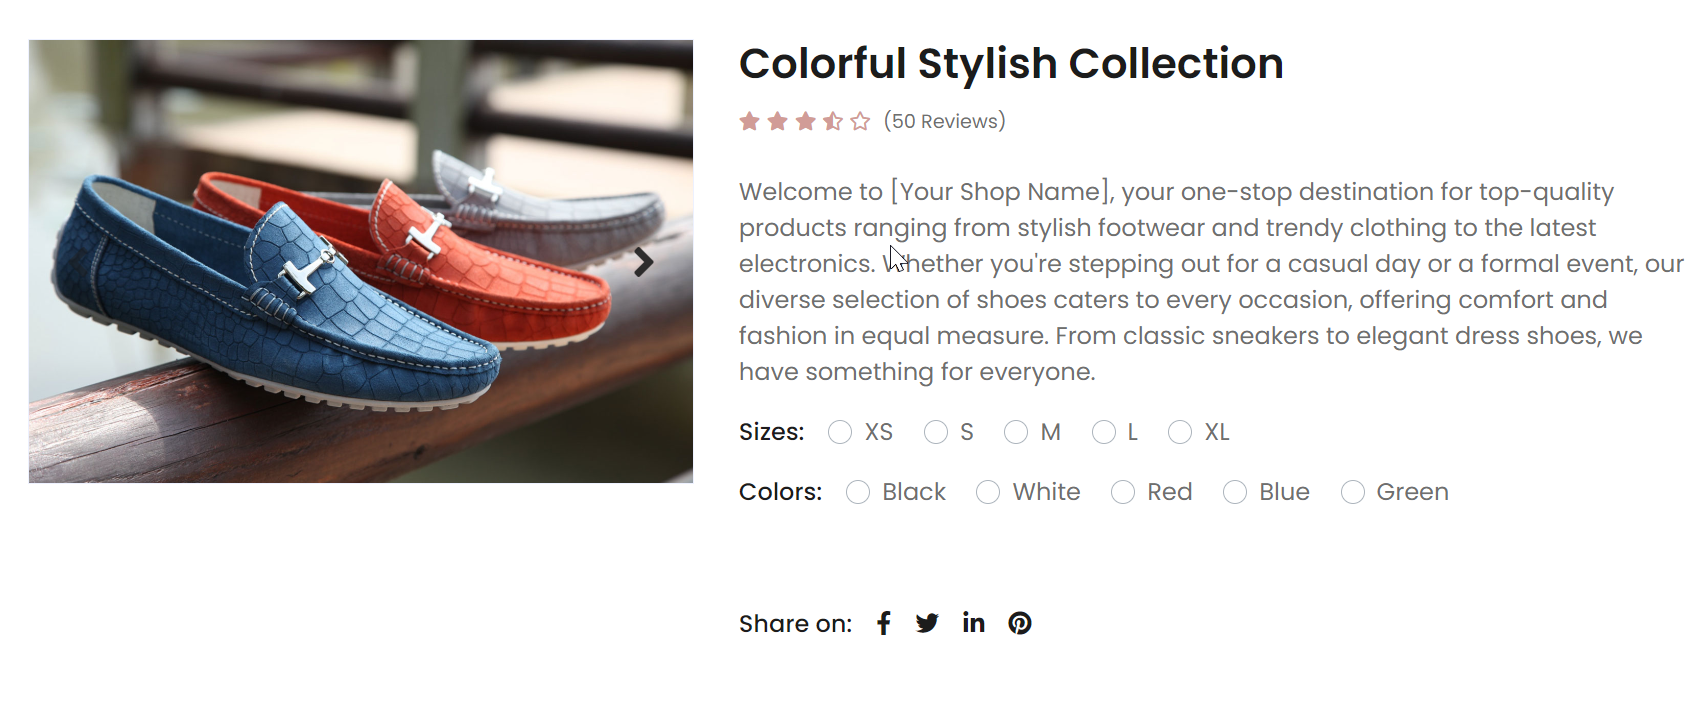 Colorful Stylish Collection
(50 Reviews)
Welcome to [Your Shop Name], your one-stop destination for top-quality
products ranging from stylish footwear and trendy clothing to the latest
electronics. Whether you're stepping out for a casual day or a formal event, our
diverse selection of shoes caters to every occasion, offering comfort and
fashion in equal measure. From classic sneakers to elegant dress shoes, we
have something for everyone.
Sizes: XS S M L XL
Colors: Black White Red Blue Green
Share on: